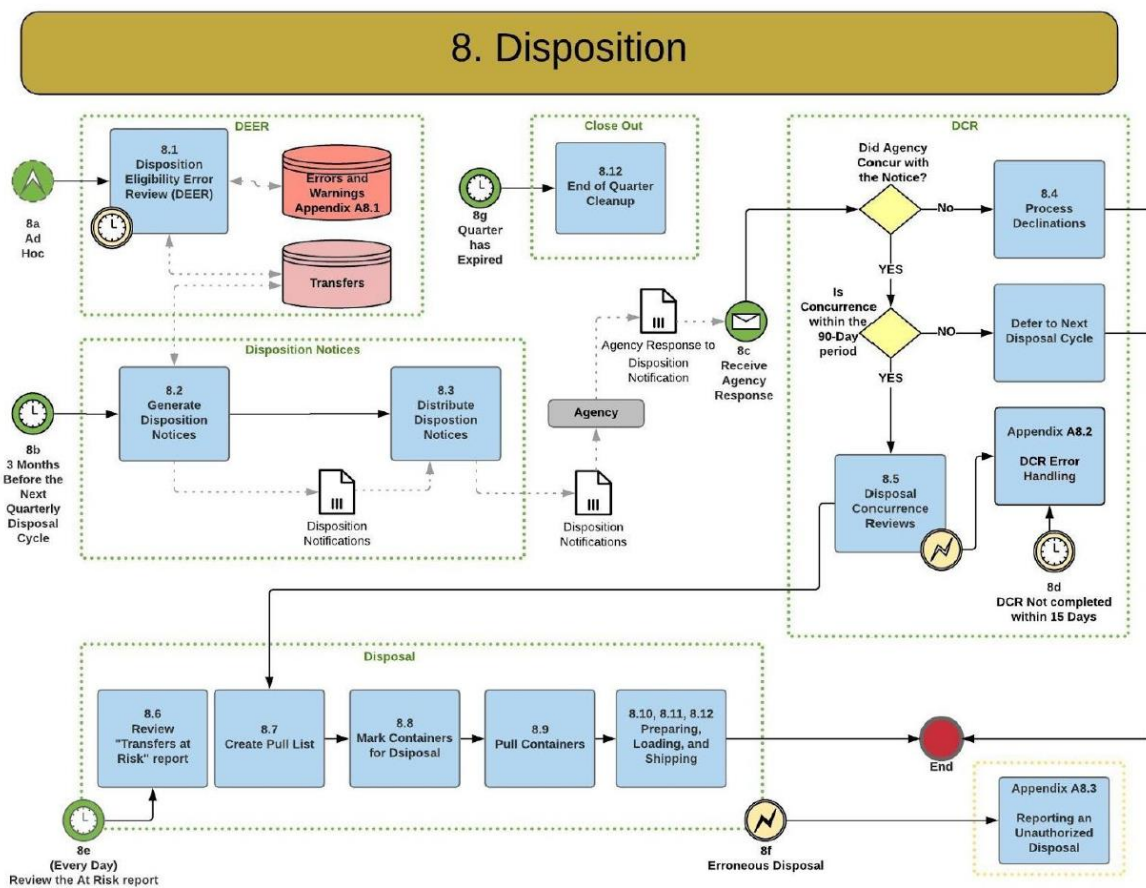 8. Disposition
DEER
8.1
Disposition
Eligibility Error
Review (DEER)
Errors and
Warnings
Appendix A8.1
Transfers
8a
Ad
Hoc
Close Out
8.12
End of Quarter
Cleanup
8g
Quarter
has
Expired
DCR
Did Agency
Concur with
the Notice?
No
8.4
Process
Declinations
YES
Is
Concurrence
within the
90-Day
period
NO
Defer to Next
Disposal Cycle
YES
8.5
Disposal
Concurrence
Reviews
Appendix A8.2
DCR Error
Handling
8d
DCR Not completed
within 15 Days
Disposition Notices
8.2
Generate
Disposition
Notices
8.3
Distribute
Dispostion
Notices
8b
3 Months
Before the
Next
Quarterly
Disposal
Cycle
Disposition
Notifications
Disposition
Notifications
Agency
Agency Response to
Disposition
Notification
8c
Receive
Agency
Response
Disposal
8.6
Review
"Transfers at
Risk" report
8.7
Create Pull List
8.8
Mark Containers
for Dsiposal
8.9
Pull Containers
8.10, 8.11, 8.12
Preparing,
Loading, and
Shipping
End
8e
(Every Day)
Review the At Risk report
8f
Erroneous Disposal
Appendix A8.3
Reporting an
Unauthorized
Disposal